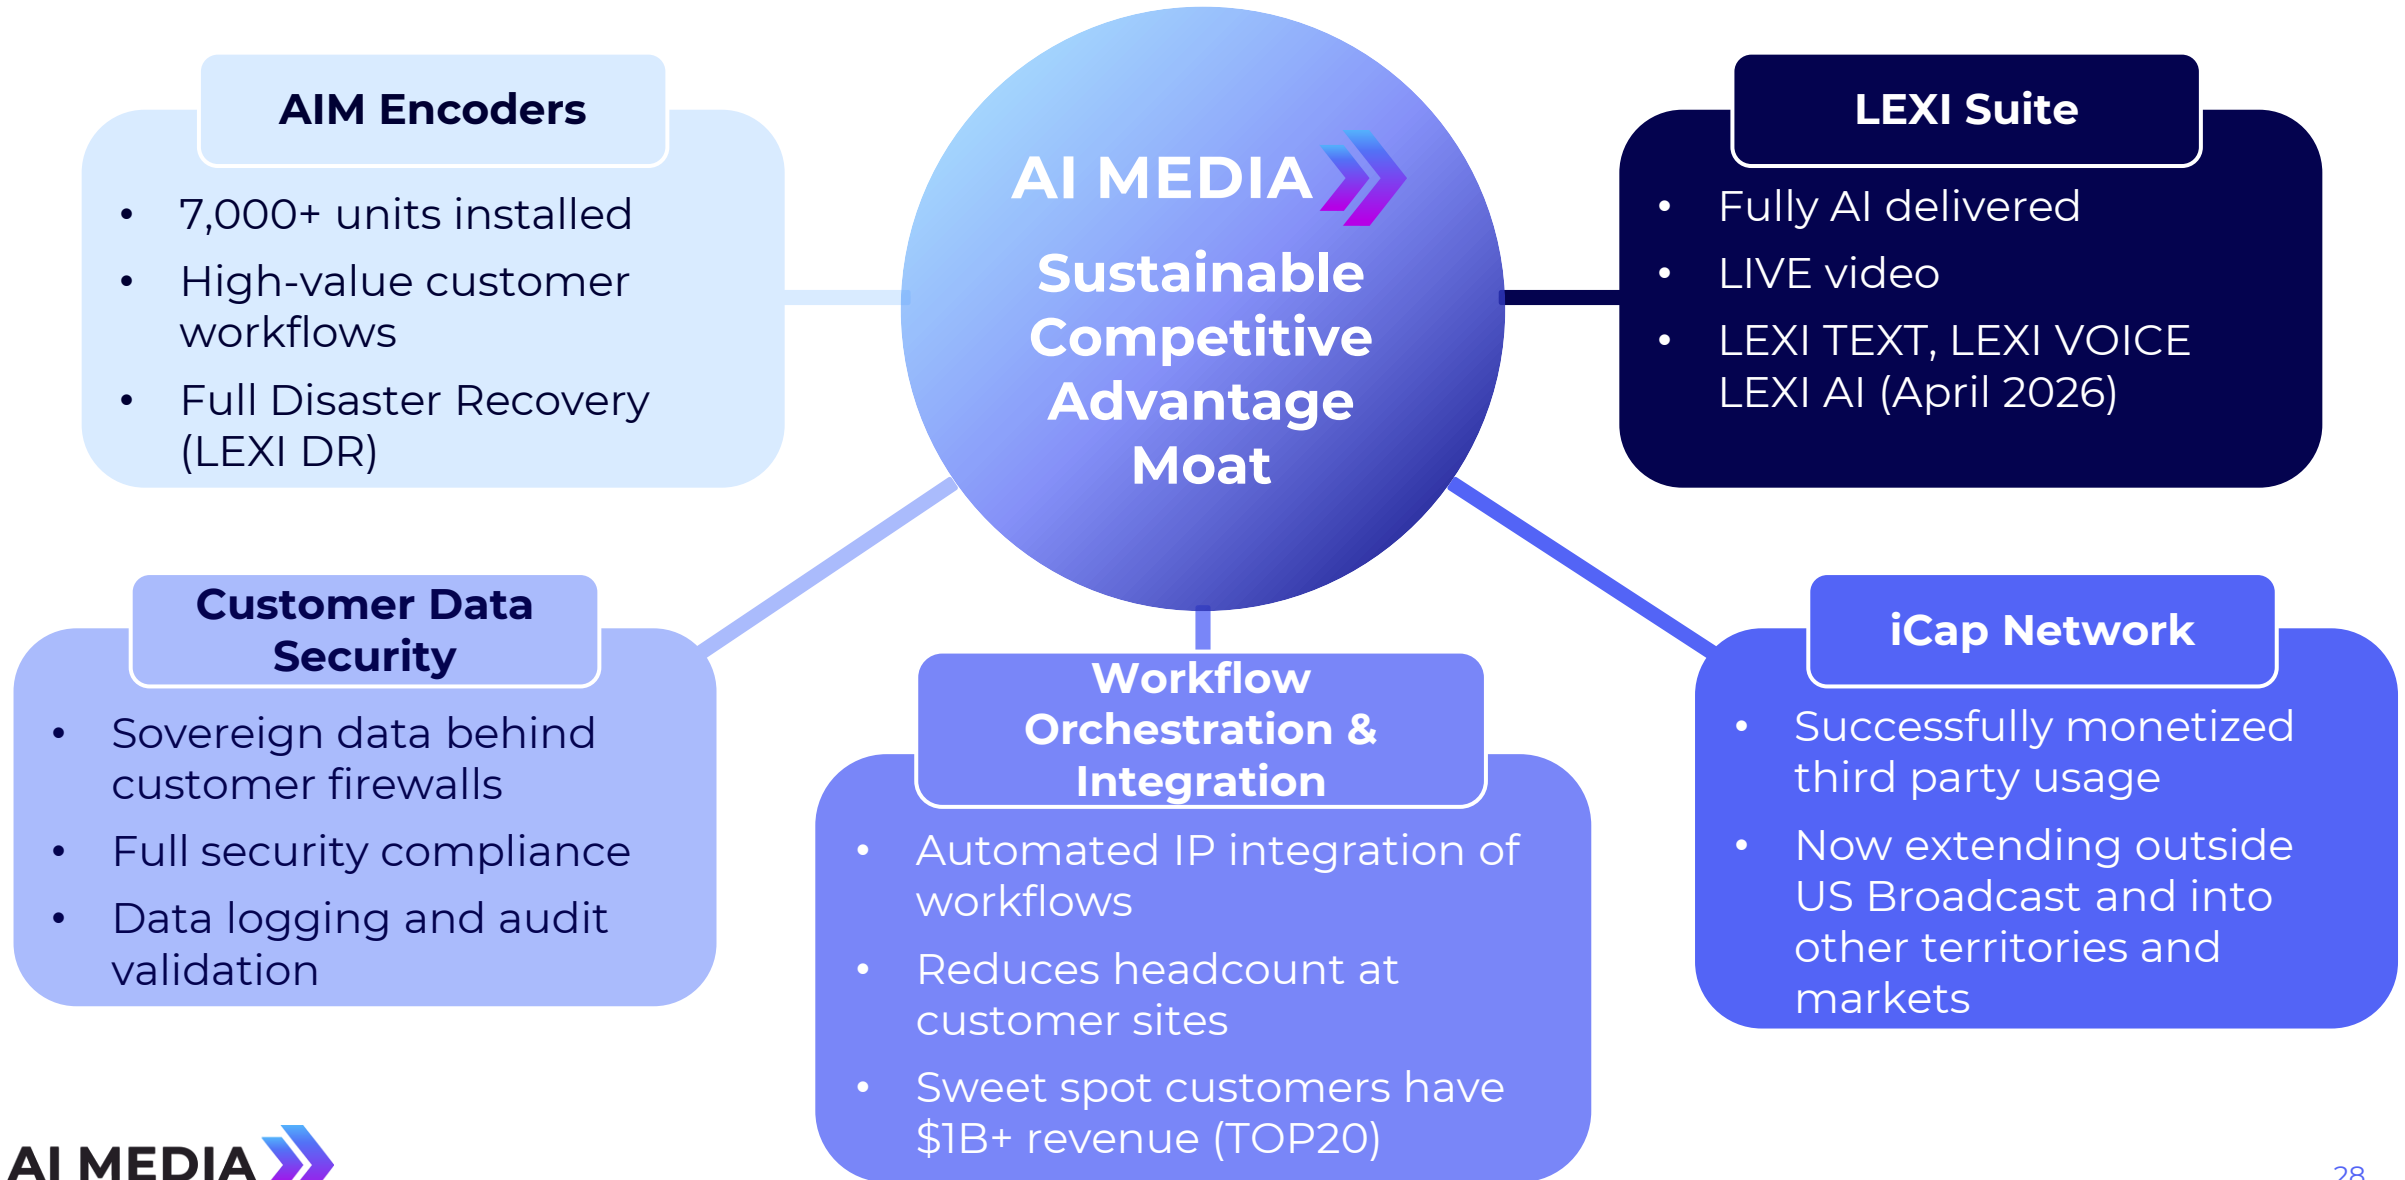 AI MEDIA
Sustainable
Competitive
Advantage
Moat
AIM Encoders
• 7,000+ units installed
• High-value customer
workflows
• Full Disaster Recovery
(LEXI DR)
LEXI Suite
• Fully AI delivered
• LIVE video
• LEXI TEXT, LEXI VOICE
LEXI AI (April 2026)
Customer Data
Security
• Sovereign data behind
customer firewalls
• Full security compliance
• Data logging and audit
validation
Workflow
Orchestration &
Integration
• Automated IP integration of
workflows
• Reduces headcount at
customer sites
• Sweet spot customers have
$1B+ revenue (TOP20)
iCap Network
• Successfully monetized
third party usage
• Now extending outside
US Broadcast and into
other territories and
markets
AI MEDIA
28